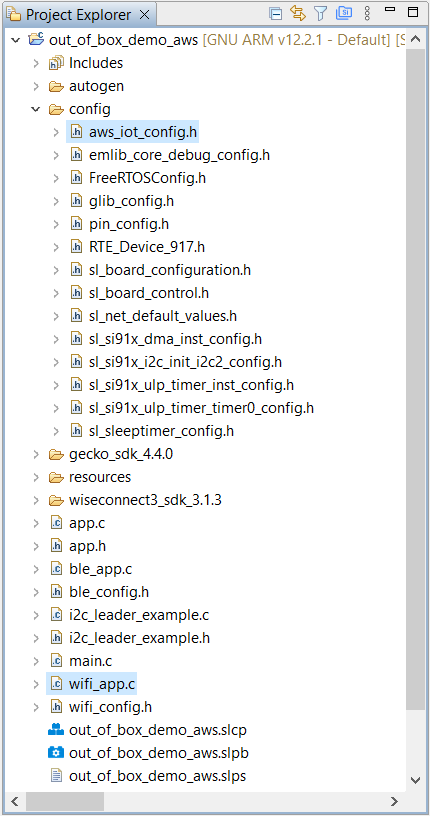 Project Explorer
out_of_box_demo_aws [GNU ARM v12.2.1 - Default] [S
Includes
autogen
config
aws_iot_config.h
emlib_core_debug_config.h
FreeRTOSConfig.h
glib_config.h
pin_config.h
RTE_Device_917.h
sl_board_configuration.h
sl_board_control.h
sl_net_default_values.h
sl_si91x_dma_inst_config.h
sl_si91x_i2c_init_i2c2_config.h
sl_si91x_ulp_timer_inst_config.h
sl_si91x_ulp_timer_timer0_config.h
sl_sleeptimer_config.h
gecko_sdk_4.4.0
resources
wiseconnect3_sdk_3.1.3
app.c
app.h
ble_app.c
ble_config.h
i2c_leader_example.c
i2c_leader_example.h
main.c
wifi_app.c
wifi_config.h
out_of_box_demo_aws.slcp
out_of_box_demo_aws.slpb
out_of_box_demo_aws.slps